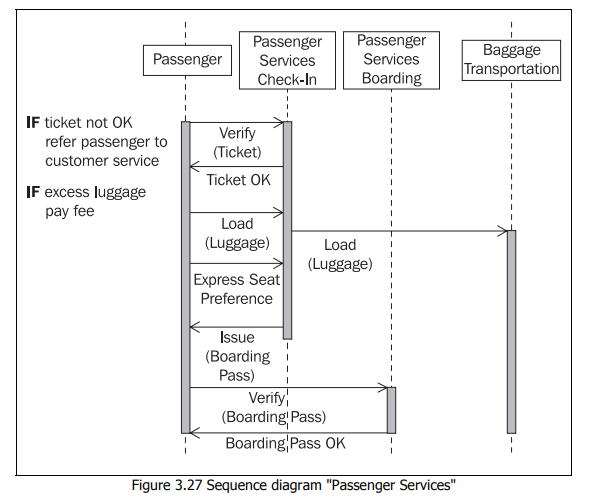 Passenger
Passenger
Services
Check-In
Passenger
Services
Boarding
Baggage
Transportation
IF ticket not OK
refer passenger to
customer service
IF excess luggage
pay fee
Verify
(Ticket)
Ticket OK
Load
(Luggage)
Load
(Luggage)
Express Seat
Preference
Issue
(Boarding
Pass)
Verify
(Boarding Pass)
Boarding Pass OK
Figure 3.27 Sequence diagram "Passenger Services"